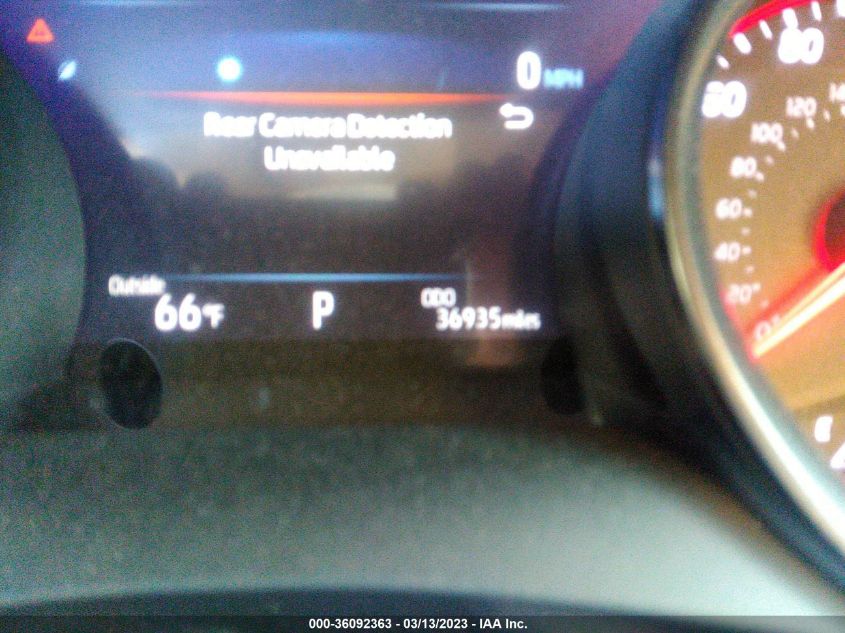 0 MPH
Rear Camera Detection
Unavailable
Outside
66°F
P
ODO
36935 miles
80
120
100
80
60
40
20
0
000-36092363 - 03/13/2023 - IAA Inc.